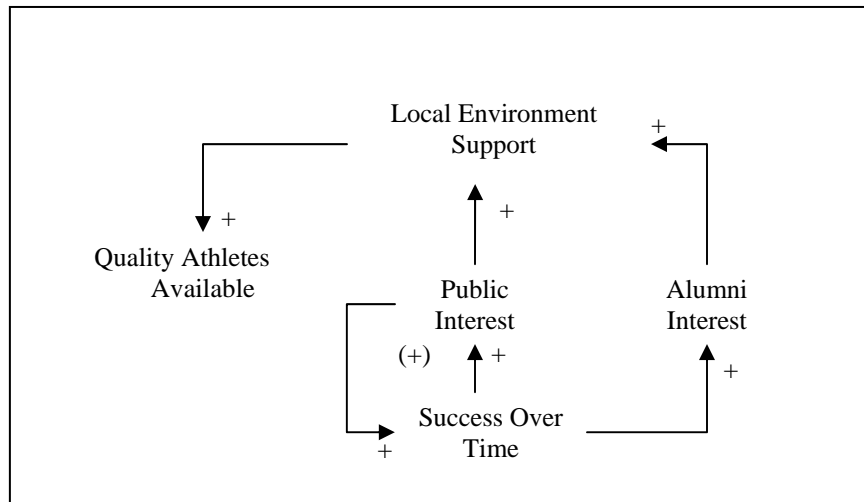 Local Environment
Support
+
+
+
Quality Athletes
Available
Public
Interest
Alumni
Interest
(+)
+
+
Success Over
Time
+